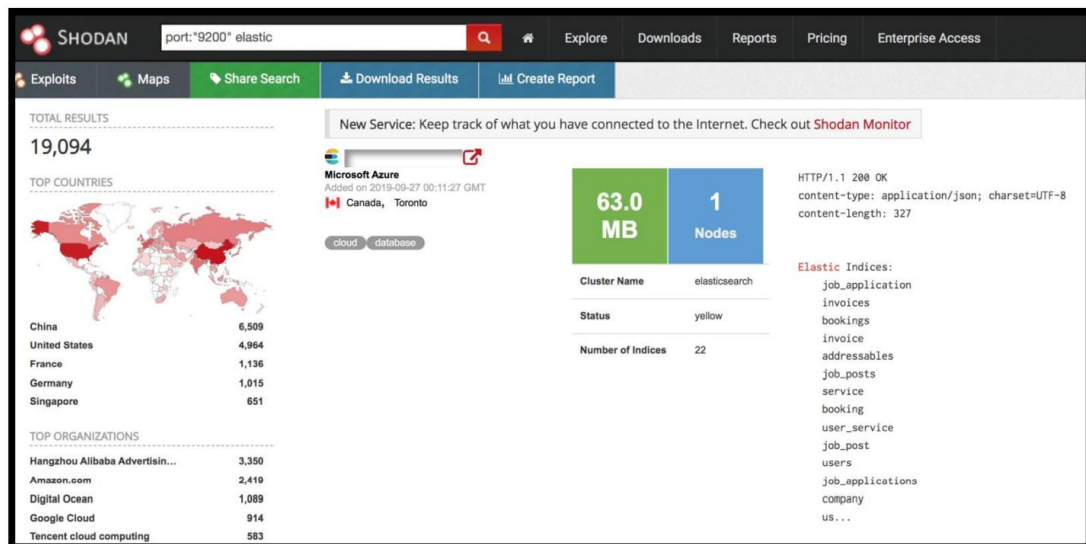 SHODAN
port:"9200" elastic
Explore Downloads Reports Pricing Enterprise Access
Exploits Maps Share Search Download Results Create Report
TOTAL RESULTS
19,094
TOP COUNTRIES
China 6,509
United States 4,964
France 1,136
Germany 1,015
Singapore 651
TOP ORGANIZATIONS
Hangzhou Alibaba Advertisin... 3,350
Amazon.com 2,419
Digital Ocean 1,089
Google Cloud 914
Tencent cloud computing 583
New Service: Keep track of what you have connected to the Internet. Check out Shodan Monitor
Microsoft Azure
Added on 2019-09-27 00:11:27 GMT
Canada, Toronto
cloud database
63.0
MB
1
Nodes
Cluster Name elasticsearch
Status yellow
Number of Indices 22
HTTP/1.1 200 OK
content-type: application/json; charset=UTF-8
content-length: 327
Elastic Indices:
job_application
invoices
bookings
invoice
addressables
job_posts
service
booking
user_service
job_post
users
job_applications
company
us...